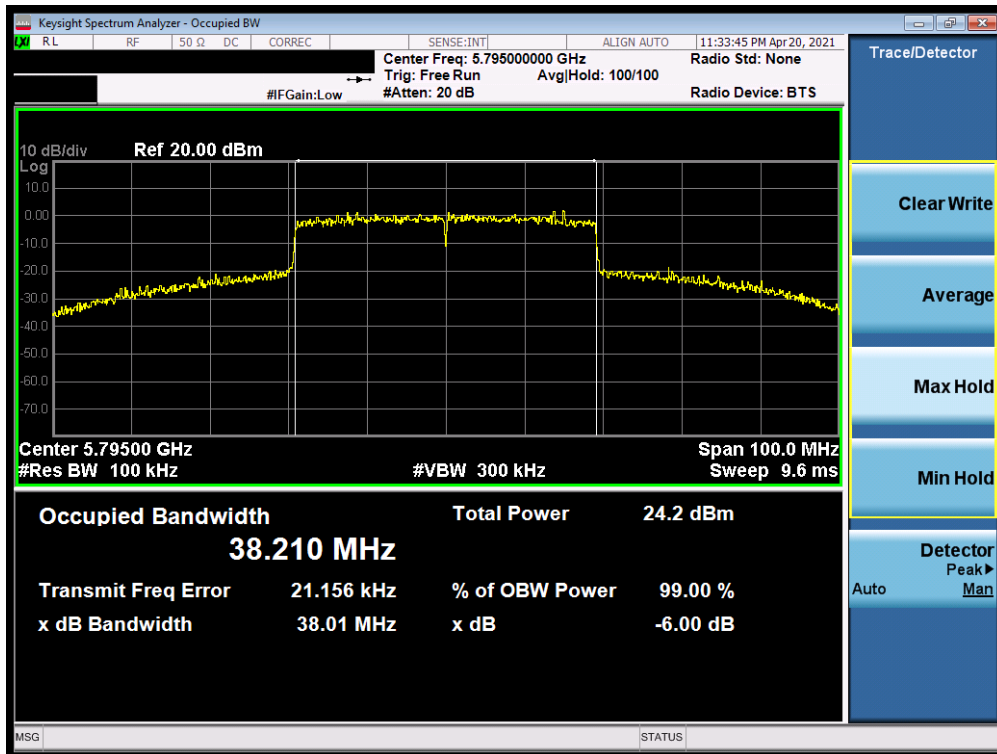 Keysight Spectrum Analyzer - Occupied BW
LXI RL RF 50 Ω DC CORREC SENSE:INT ALIGN AUTO 11:33:45 PM Apr 20, 2021
Center Freq: 5.795000000 GHz Radio Std: None
Trig: Free Run Avg|Hold: 100/100
#IFGain:Low #Atten: 20 dB Radio Device: BTS
10 dB/div Ref 20.00 dBm
Log
10.0
0.00
-10.0
-20.0
-30.0
-40.0
-50.0
-60.0
-70.0
Center 5.79500 GHz Span 100.0 MHz
#Res BW 100 kHz #VBW 300 kHz Sweep 9.6 ms
Occupied Bandwidth Total Power 24.2 dBm
38.210 MHz
Transmit Freq Error 21.156 kHz % of OBW Power 99.00 %
x dB Bandwidth 38.01 MHz x dB -6.00 dB
MSG STATUS
Trace/Detector
Clear Write
Average
Max Hold
Min Hold
Detector
Peak▶
Auto Man